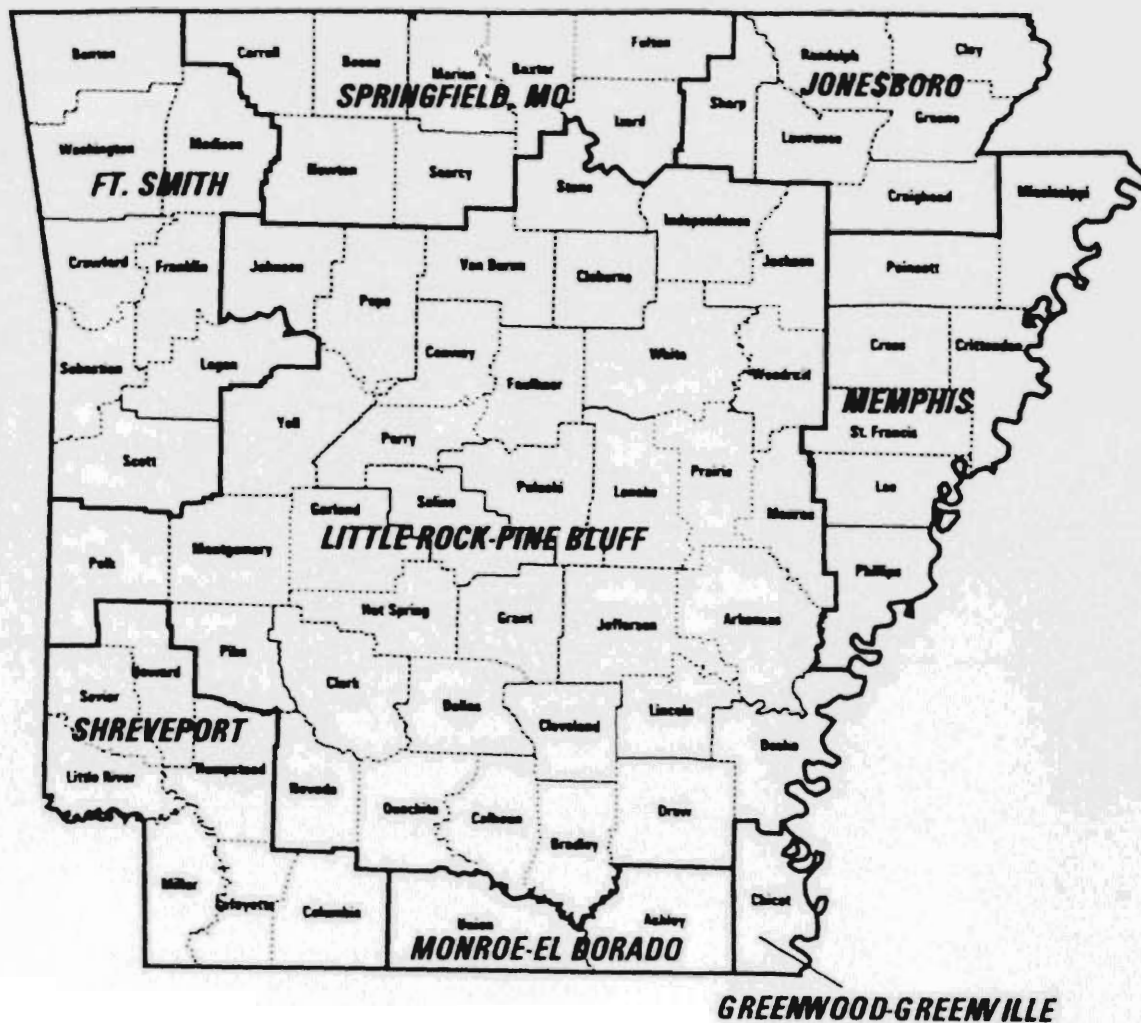 Benton
Carroll
Boone
Marion
Baxter
Fulton
Randolph
Clay
SPRINGFIELD, MO
JONESBORO
Sharp
Izard
Greene
Lawrence
Washington
Madison
Newton
Searcy
Stone
FT. SMITH
Independence
Craighead
Mississippi
Crawford
Franklin
Johnson
Van Buren
Cleburne
Jackson
Poinsett
Pope
Sebastian
Logan
Conway
White
Cross
Crittenden
Faulkner
Woodruff
MEMPHIS
Yell
Perry
St. Francis
Scott
Saline
Pulaski
Lonoke
Prairie
Lee
Garland
Monroe
LITTLE-ROCK-PINE BLUFF
Polk
Montgomery
Phillips
Hot Spring
Grant
Jefferson
Arkansas
Pike
Howard
Sevier
Clark
Dallas
Cleveland
Lincoln
SHREVEPORT
Desha
Little River
Hempstead
Nevada
Ouachita
Calhoun
Drew
Bradley
Miller
Lafayette
Columbia
Union
Ashley
Chicot
MONROE-EL DORADO
GREENWOOD-GREENVILLE